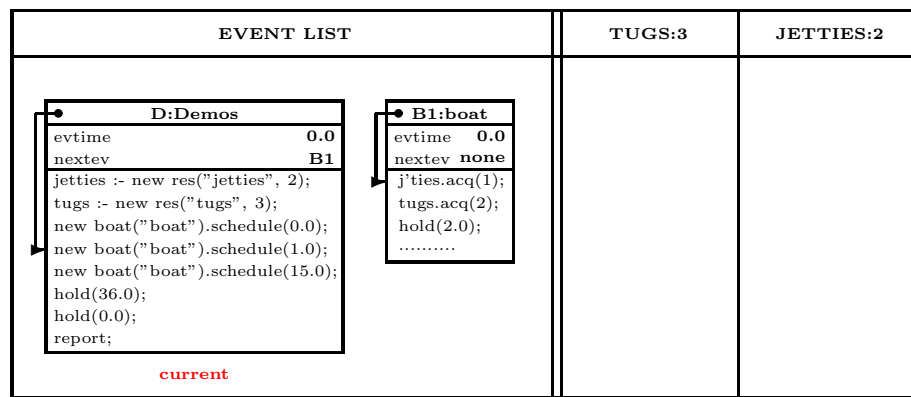 EVENT LIST TUGS:3 JETTIES:2
D:Demos
evtime 0.0
nextev B1
jetties :- new res("jetties", 2);
tugs :- new res("tugs", 3);
new boat("boat").schedule(0.0);
new boat("boat").schedule(1.0);
new boat("boat").schedule(15.0);
hold(36.0);
hold(0.0);
report;
current
B1:boat
evtime 0.0
nextev none
j'ties.acq(1);
tugs.acq(2);
hold(2.0);
..........